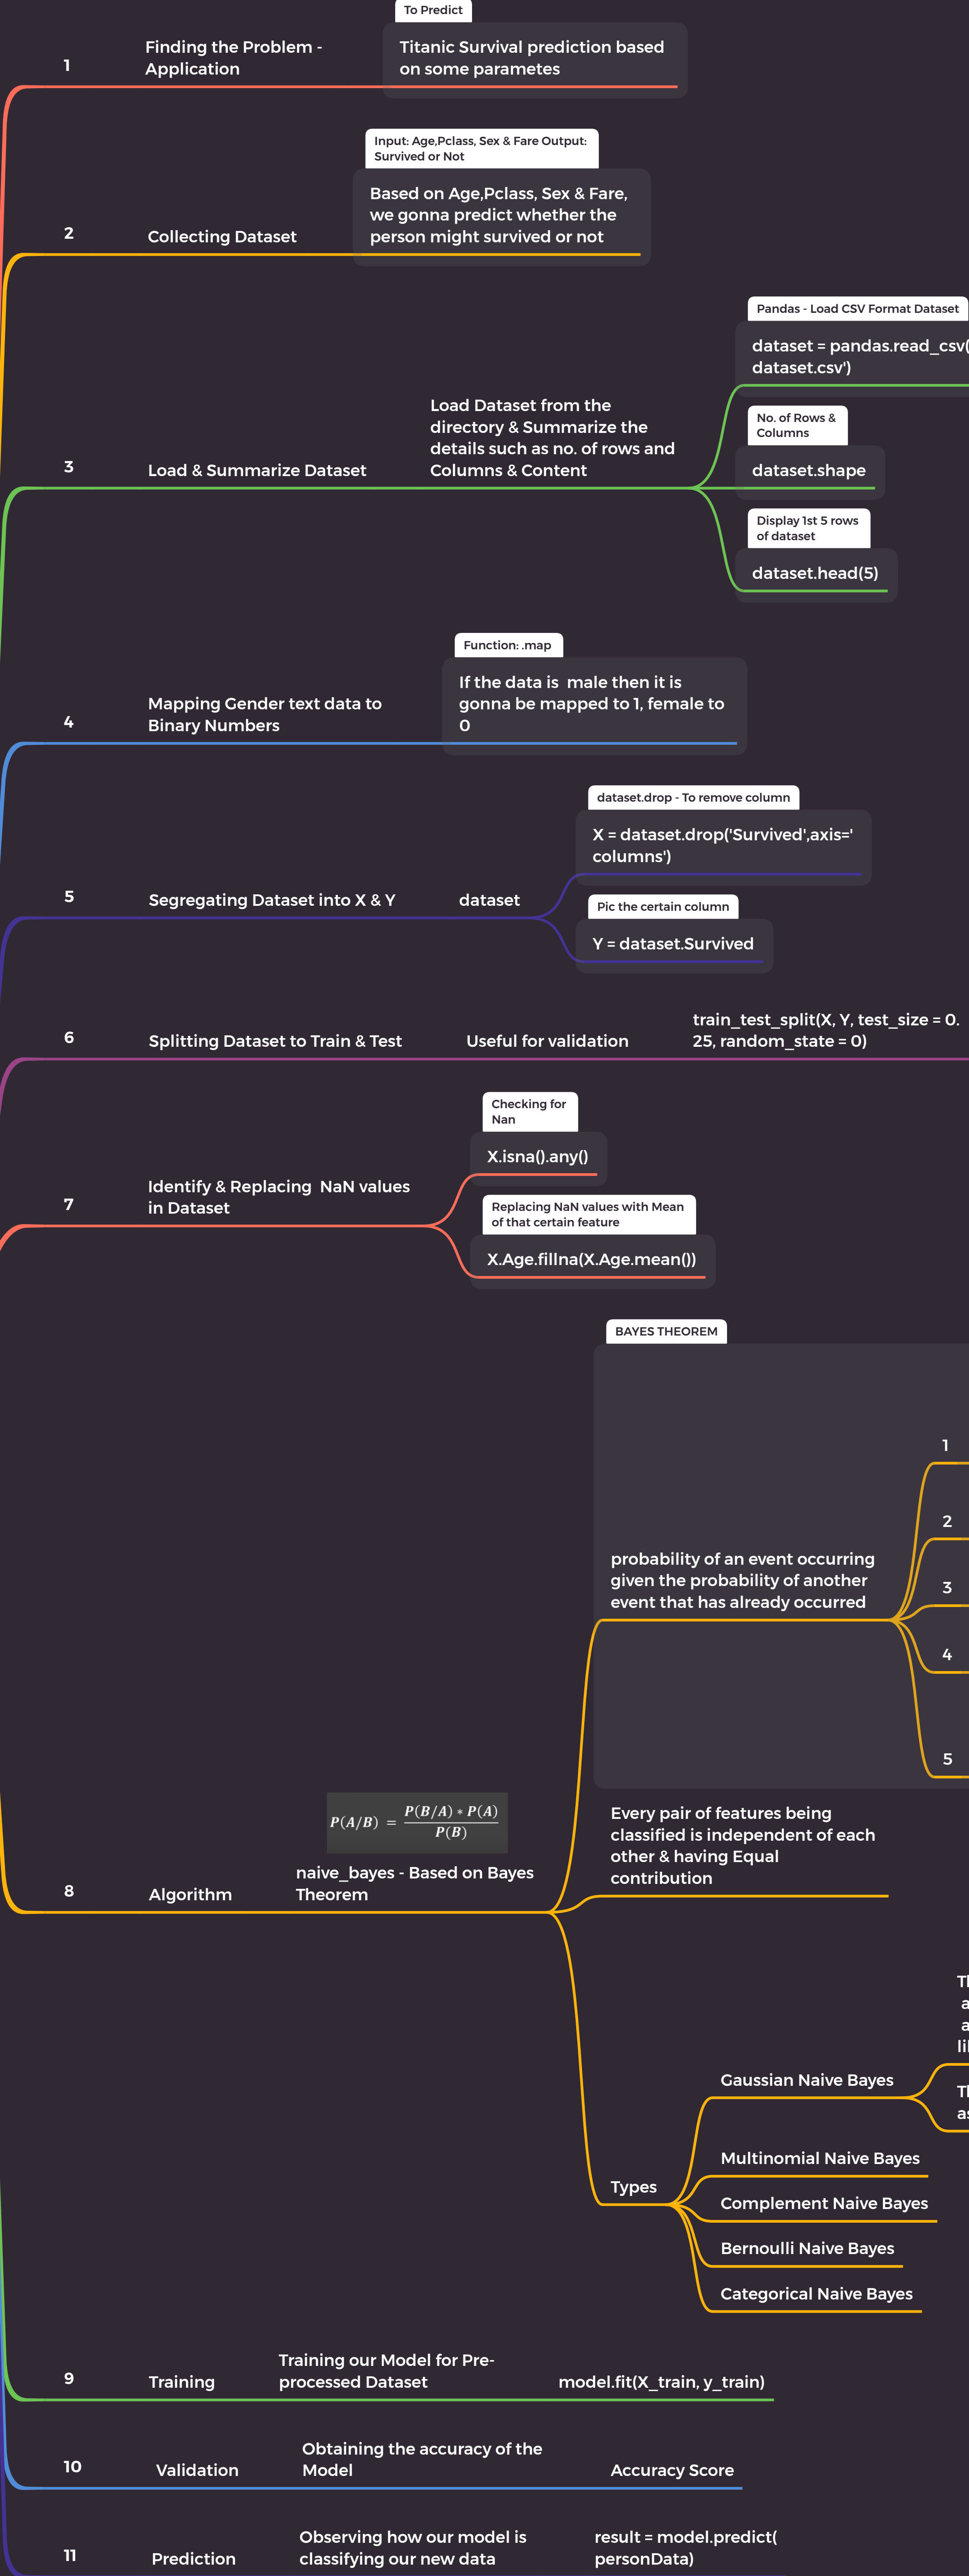 To Predict
1
Finding the Problem -
Application
Titanic Survival prediction based
on some parametes
Input: Age,Pclass, Sex & Fare Output:
Survived or Not
2
Collecting Dataset
Based on Age,Pclass, Sex & Fare,
we gonna predict whether the
person might survived or not
3
Load & Summarize Dataset
Load Dataset from the
directory & Summarize the
details such as no. of rows and
Columns & Content
Pandas - Load CSV Format Dataset
dataset = pandas.read_csv(
dataset.csv')
No. of Rows &
Columns
dataset.shape
Display 1st 5 rows
of dataset
dataset.head(5)
4
Mapping Gender text data to
Binary Numbers
Function: .map
If the data is  male then it is
gonna be mapped to 1, female to
0
5
Segregating Dataset into X & Y
dataset
dataset.drop - To remove column
X = dataset.drop('Survived',axis='
columns')
Pic the certain column
Y = dataset.Survived
6
Splitting Dataset to Train & Test
Useful for validation
train_test_split(X, Y, test_size = 0.
25, random_state = 0)
7
Identify & Replacing  NaN values
in Dataset
Checking for
Nan
X.isna().any()
Replacing NaN values with Mean
of that certain feature
X.Age.fillna(X.Age.mean())
8
Algorithm
P(A/B) = P(B/A) * P(A)
P(B)
naive_bayes - Based on Bayes
Theorem
BAYES THEOREM
probability of an event occurring
given the probability of another
event that has already occurred
1
2
3
4
5
Every pair of features being
classified is independent of each
other & having Equal
contribution
Types
Gaussian Naive Bayes
Multinomial Naive Bayes
Complement Naive Bayes
Bernoulli Naive Bayes
Categorical Naive Bayes
9
Training
Training our Model for Pre-
processed Dataset
model.fit(X_train, y_train)
10
Validation
Obtaining the accuracy of the
Model
Accuracy Score
11
Prediction
Observing how our model is
classifying our new data
result = model.predict(
personData)